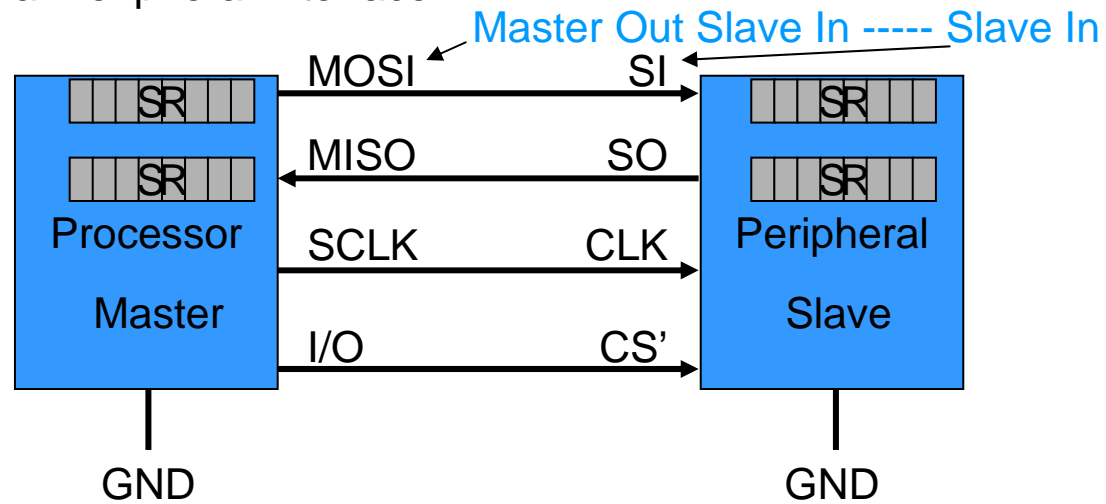 Master Out Slave In ----- Slave In
MOSI SI
SR SR
MISO SO
SR SR
Processor Peripheral
SCLK CLK
Master Slave
I/O CS’
GND GND